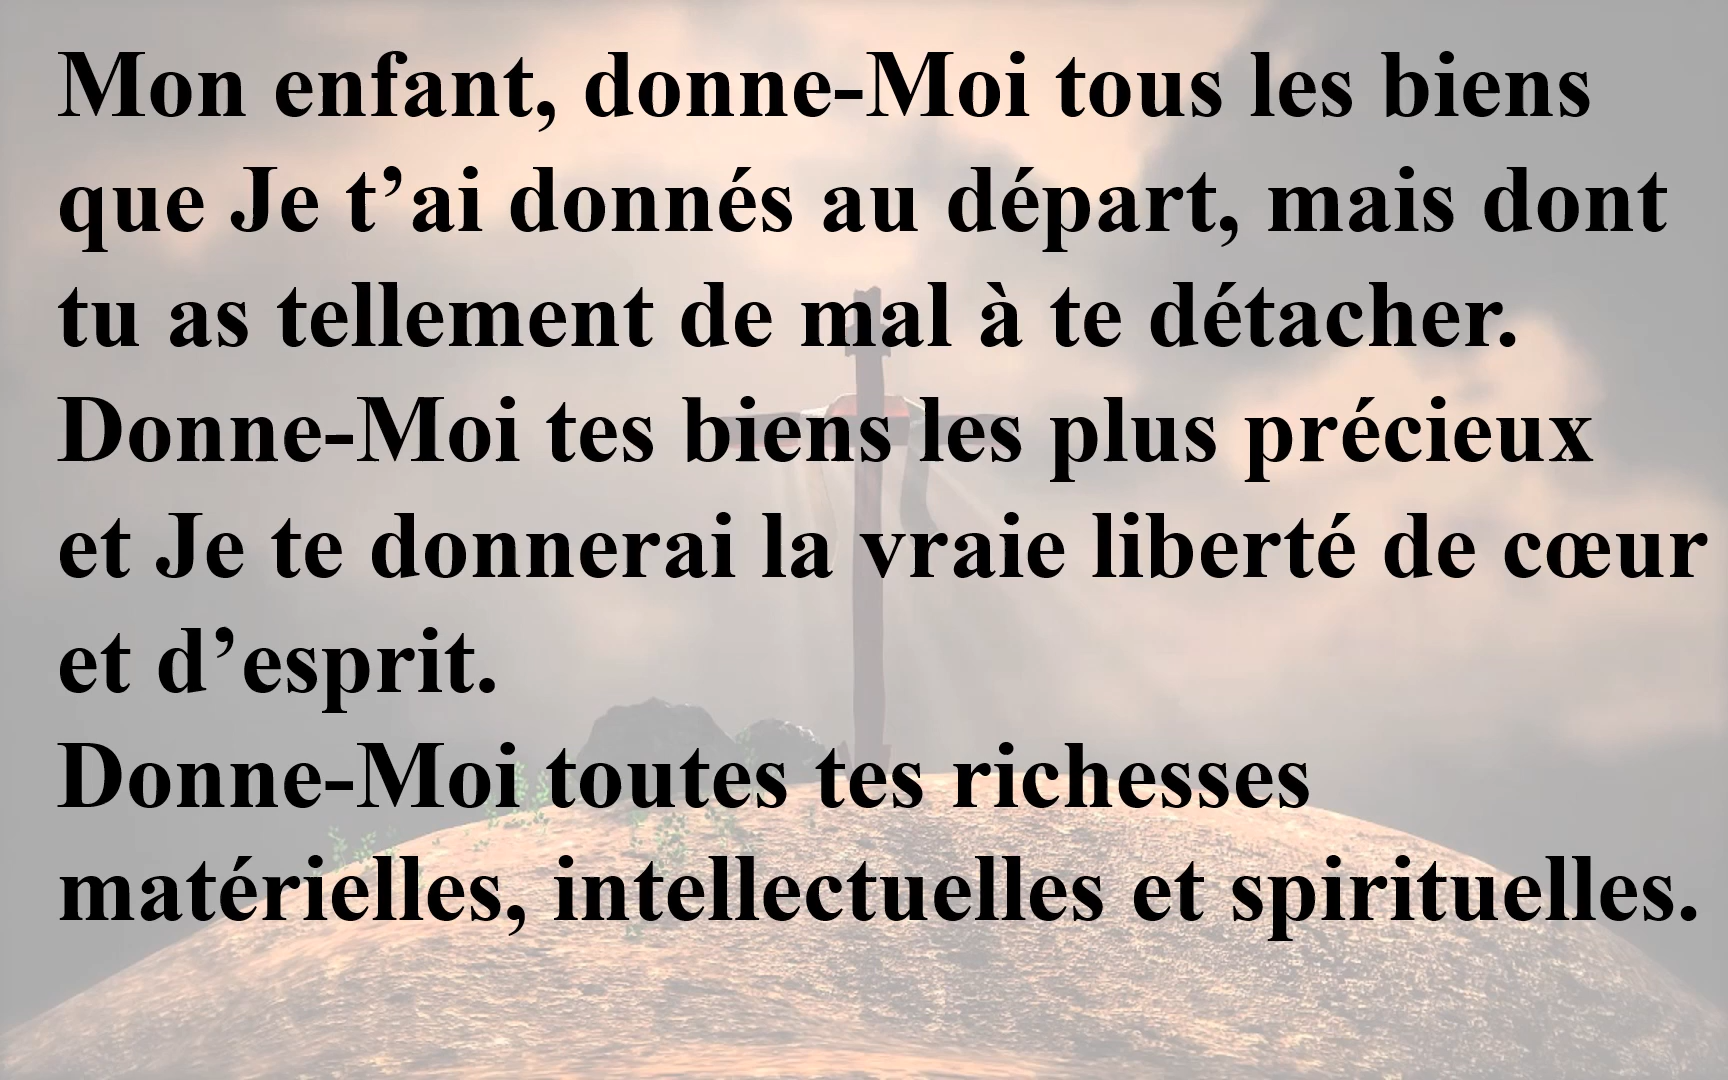 Mon enfant, donne-Moi tous les biens
que Je t’ai donnés au départ, mais dont
tu as tellement de mal à te détacher.
Donne-Moi tes biens les plus précieux
et Je te donnerai la vraie liberté de cœur
et d’esprit.
Donne-Moi toutes tes richesses
matérielles, intellectuelles et spirituelles.